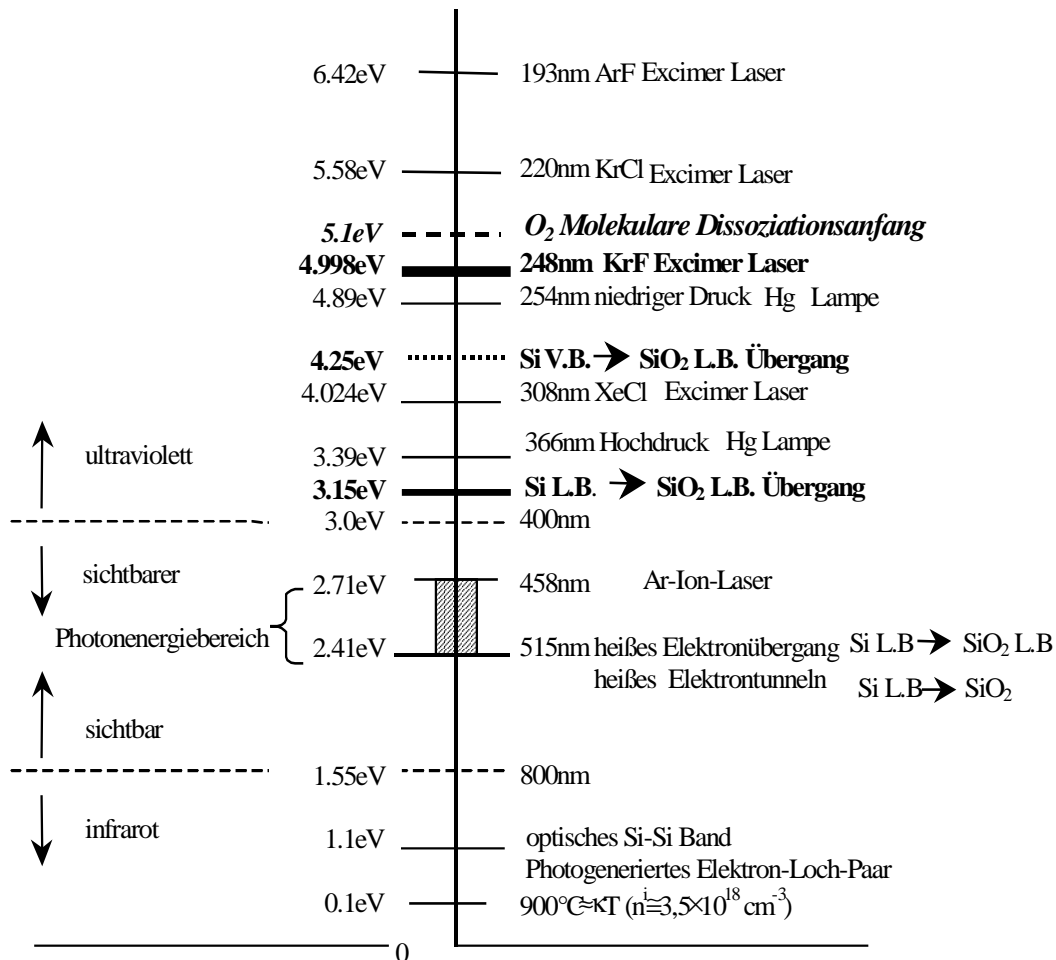 6.42eV 193nm ArF Excimer Laser
5.58eV 220nm KrCl Excimer Laser
5.1eV O₂ Molekulare Dissoziationsanfang
4.998eV 248nm KrF Excimer Laser
4.89eV 254nm niedriger Druck Hg Lampe
4.25eV Si V.B. → SiO₂ L.B. Übergang
4.024eV 308nm XeCl Excimer Laser
ultraviolett 3.39eV 366nm Hochdruck Hg Lampe
3.15eV Si L.B. → SiO₂ L.B. Übergang
3.0eV 400nm
sichtbarer 2.71eV 458nm Ar-Ion-Laser
Photonenergiebereich 2.41eV 515nm heißes Elektronübergang Si L.B → SiO₂ L.B
heißes Elektrontunneln Si L.B → SiO₂
sichtbar
1.55eV 800nm
infrarot 1.1eV optisches Si-Si Band
Photogeneriertes Elektron-Loch-Paar
0.1eV 900°C≈κT (nⁱ≅3,5×10¹⁸ cm⁻³)
0